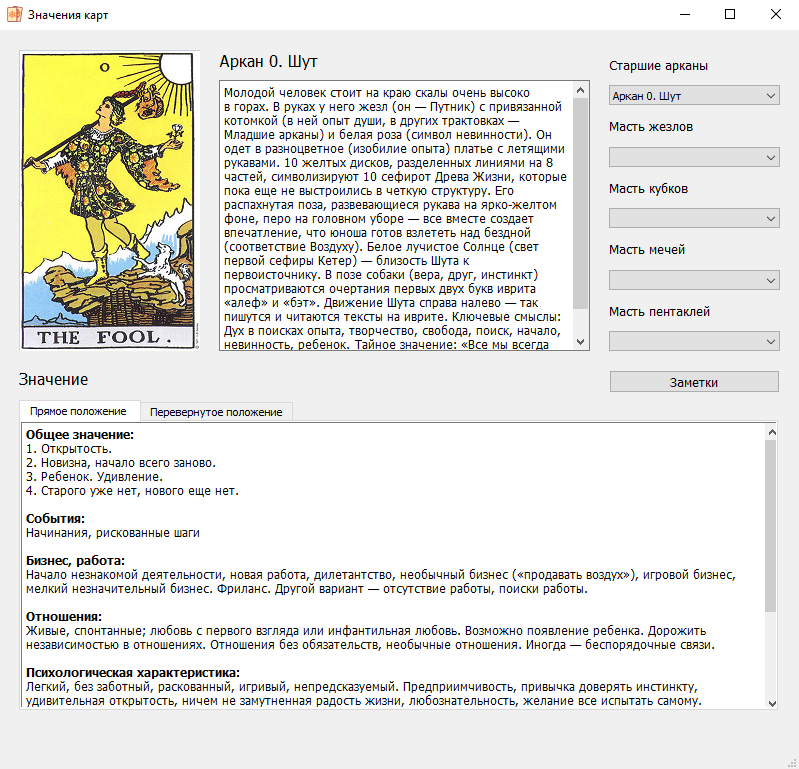 Значения карт
Аркан 0. Шут
Молодой человек стоит на краю скалы очень высоко
в горах. В руках у него жезл (он — Путник) с привязанной
котомкой (в ней опыт души, в других трактовках —
Младшие арканы) и белая роза (символ невинности). Он
одет в разноцветное (изобилие опыта) платье с летящими
рукавами. 10 желтых дисков, разделенных линиями на 8
частей, символизируют 10 сефирот Древа Жизни, которые
пока еще не выстроились в четкую структуру. Его
распахнутая поза, развевающиеся рукава на ярко-желтом
фоне, перо на головном уборе — все вместе создает
впечатление, что юноша готов взлететь над бездной
(соответствие Воздуху). Белое лучистое Солнце (свет
первой сефиры Кетер) — близость Шута к
первоисточнику. В позе собаки (вера, друг, инстинкт)
просматриваются очертания первых двух букв иврита
«алеф» и «бэт». Движение Шута справа налево — так
пишутся и читаются тексты на иврите. Ключевые смыслы:
Дух в поисках опыта, творчество, свобода, поиск, начало,
невинность, ребенок. Тайное значение: «Все мы всегда
0
THE FOOL.
Старшие арканы
Аркан 0. Шут
Масть жезлов
Масть кубков
Масть мечей
Масть пентаклей
Заметки
Значение
Прямое положение
Перевернутое положение
Общее значение:
1. Открытость.
2. Новизна, начало всего заново.
3. Ребенок. Удивление.
4. Старого уже нет, нового еще нет.
События:
Начинания, рискованные шаги
Бизнес, работа:
Начало незнакомой деятельности, новая работа, дилетантство, необычный бизнес («продавать воздух»), игровой бизнес,
мелкий незначительный бизнес. Фриланс. Другой вариант — отсутствие работы, поиски работы.
Отношения:
Живые, спонтанные; любовь с первого взгляда или инфантильная любовь. Возможно появление ребенка. Дорожить
независимостью в отношениях. Отношения без обязательств, необычные отношения. Иногда — беспорядочные связи.
Психологическая характеристика:
Легкий, без заботный, раскованный, игривый, непредсказуемый. Предприимчивость, привычка доверять инстинкту,
удивительная открытость, ничем не замутненная радость жизни, любознательность, желание все испытать самому.